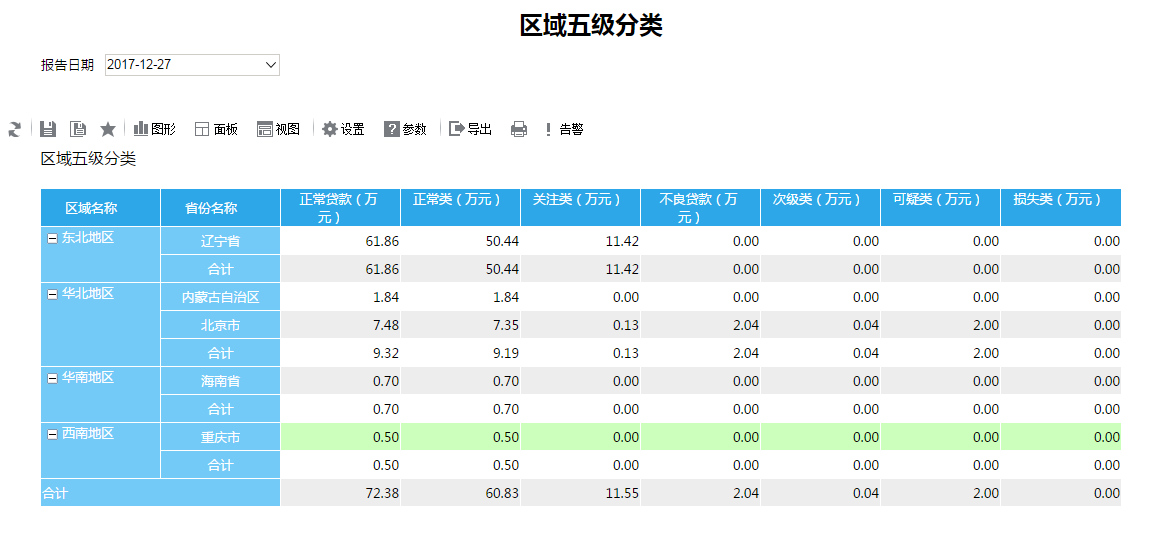 区域五级分类
报告日期 2017-12-27
图形 面板 视图 设置 参数 导出 告警
区域五级分类
区域名称 省份名称 正常贷款（万元） 正常类（万元） 关注类（万元） 不良贷款（万元） 次级类（万元） 可疑类（万元） 损失类（万元）
东北地区 辽宁省 61.86 50.44 11.42 0.00 0.00 0.00 0.00
合计 61.86 50.44 11.42 0.00 0.00 0.00 0.00
华北地区 内蒙古自治区 1.84 1.84 0.00 0.00 0.00 0.00 0.00
北京市 7.48 7.35 0.13 2.04 0.04 2.00 0.00
合计 9.32 9.19 0.13 2.04 0.04 2.00 0.00
华南地区 海南省 0.70 0.70 0.00 0.00 0.00 0.00 0.00
合计 0.70 0.70 0.00 0.00 0.00 0.00 0.00
西南地区 重庆市 0.50 0.50 0.00 0.00 0.00 0.00 0.00
合计 0.50 0.50 0.00 0.00 0.00 0.00 0.00
合计 72.38 60.83 11.55 2.04 0.04 2.00 0.00